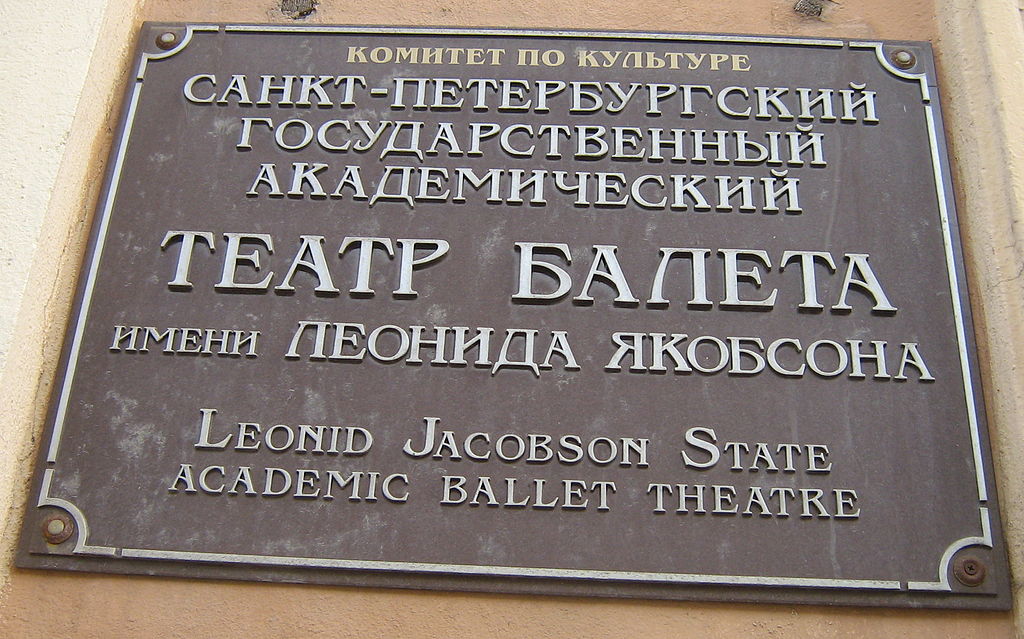 КОМИТЕТ ПО КУЛЬТУРЕ
САНКТ-ПЕТЕРБУРГСКИЙ
ГОСУДАРСТВЕННЫЙ
АКАДЕМИЧЕСКИЙ
ТЕАТР БАЛЕТА
ИМЕНИ ЛЕОНИДА ЯКОБСОНА
LEONID JACOBSON STATE
ACADEMIC BALLET THEATRE